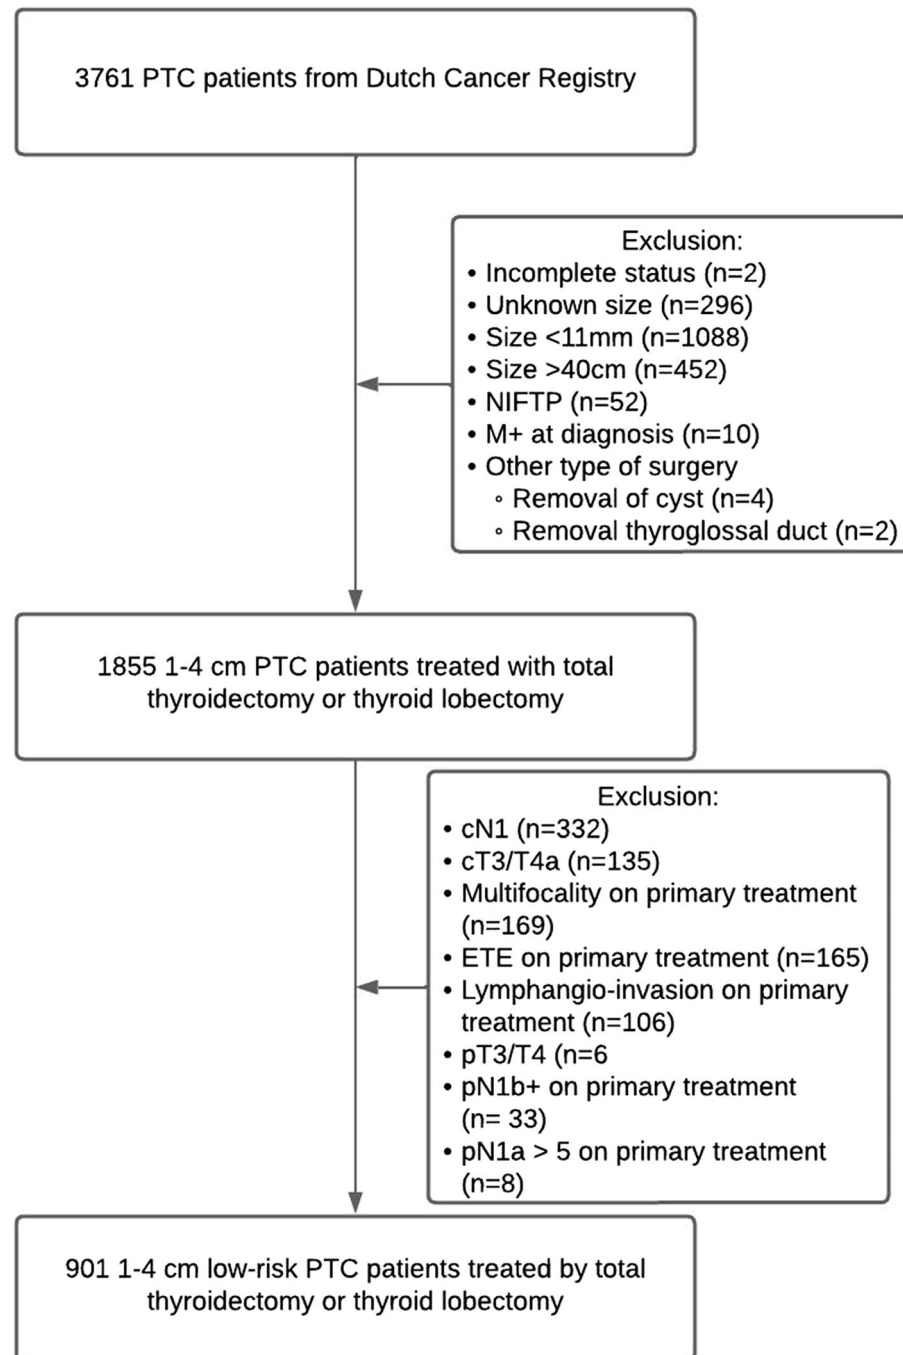 3761 PTC patients from Dutch Cancer Registry
Exclusion:
• Incomplete status (n=2)
• Unknown size (n=296)
• Size <11mm (n=1088)
• Size >40cm (n=452)
• NIFTP (n=52)
• M+ at diagnosis (n=10)
• Other type of surgery
∘ Removal of cyst (n=4)
∘ Removal thyroglossal duct (n=2)
1855 1-4 cm PTC patients treated with total
thyroidectomy or thyroid lobectomy
Exclusion:
• cN1 (n=332)
• cT3/T4a (n=135)
• Multifocality on primary treatment
(n=169)
• ETE on primary treatment (n=165)
• Lymphangio-invasion on primary
treatment (n=106)
• pT3/T4 (n=6
• pN1b+ on primary treatment
(n= 33)
• pN1a > 5 on primary treatment
(n=8)
901 1-4 cm low-risk PTC patients treated by total
thyroidectomy or thyroid lobectomy